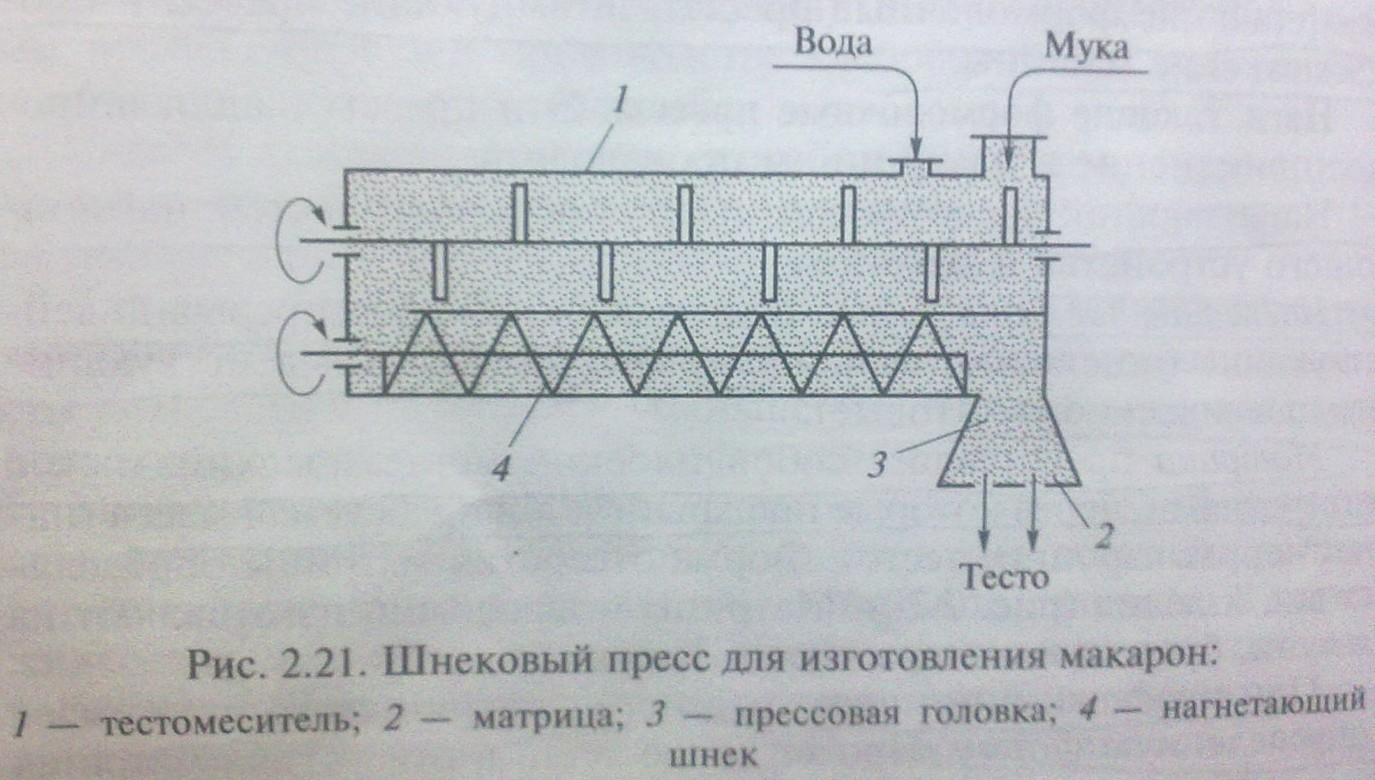 Вода
Мука
1
4
3
2
Тесто
Рис. 2.21. Шнековый пресс для изготовления макарон:
1 — тестомеситель; 2 — матрица; 3 — прессовая головка; 4 — нагнетающий
шнек